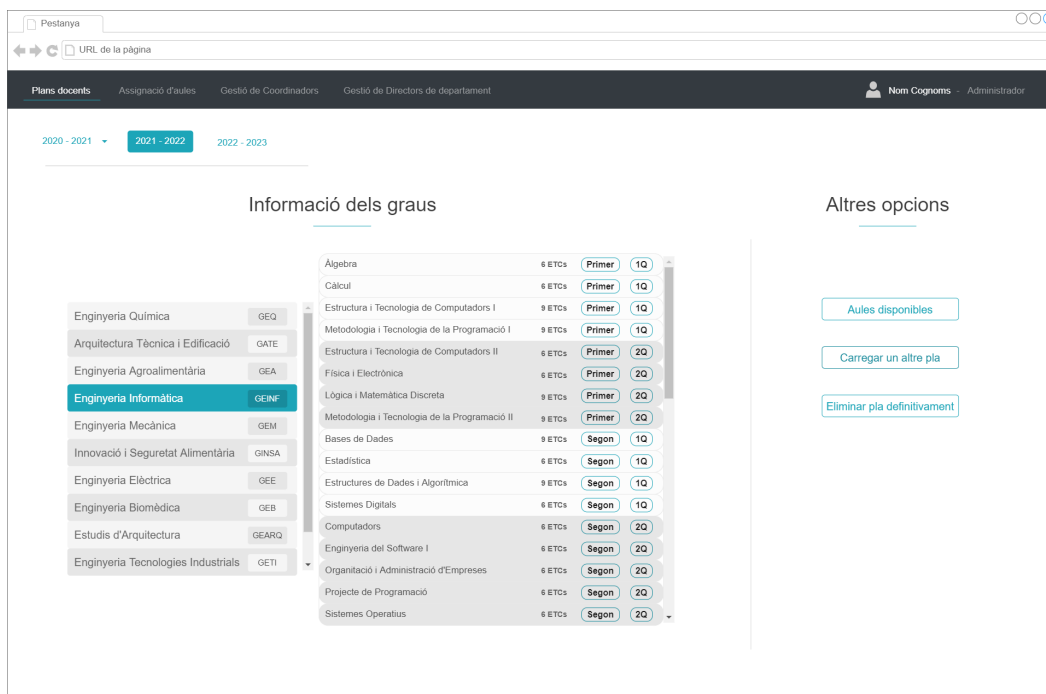 Pestanya
URL de la pàgina
Plans docents Assignació d'aules Gestió de Coordinadors Gestió de Directors de departament Nom Cognoms - Administrador
2020 - 2021 2021 - 2022 2022 - 2023
Informació dels graus
Altres opcions
Enginyeria Química GEQ
Arquitectura Tècnica i Edificació GATE
Enginyeria Agroalimentària GEA
Enginyeria Informàtica GEINF
Enginyeria Mecànica GEM
Innovació i Seguretat Alimentària GINSA
Enginyeria Elèctrica GEE
Enginyeria Biomèdica GEB
Estudis d'Arquitectura GEARQ
Enginyeria Tecnologies Industrials GETI
Àlgebra 6 ETCs Primer 1Q
Càlcul 6 ETCs Primer 1Q
Estructura i Tecnologia de Computadors I 9 ETCs Primer 1Q
Metodologia i Tecnologia de la Programació I 9 ETCs Primer 1Q
Estructura i Tecnologia de Computadors II 6 ETCs Primer 2Q
Física i Electrònica 6 ETCs Primer 2Q
Lògica i Matemàtica Discreta 9 ETCs Primer 2Q
Metodologia i Tecnologia de la Programació II 9 ETCs Primer 2Q
Bases de Dades 9 ETCs Segon 1Q
Estadística 6 ETCs Segon 1Q
Estructures de Dades i Algorítmica 9 ETCs Segon 1Q
Sistemes Digitals 6 ETCs Segon 1Q
Computadors 6 ETCs Segon 2Q
Enginyeria del Software I 6 ETCs Segon 2Q
Organitació i Administració d'Empreses 6 ETCs Segon 2Q
Projecte de Programació 6 ETCs Segon 2Q
Sistemes Operatius 6 ETCs Segon 2Q
Aules disponibles
Carregar un altre pla
Eliminar pla definitivament